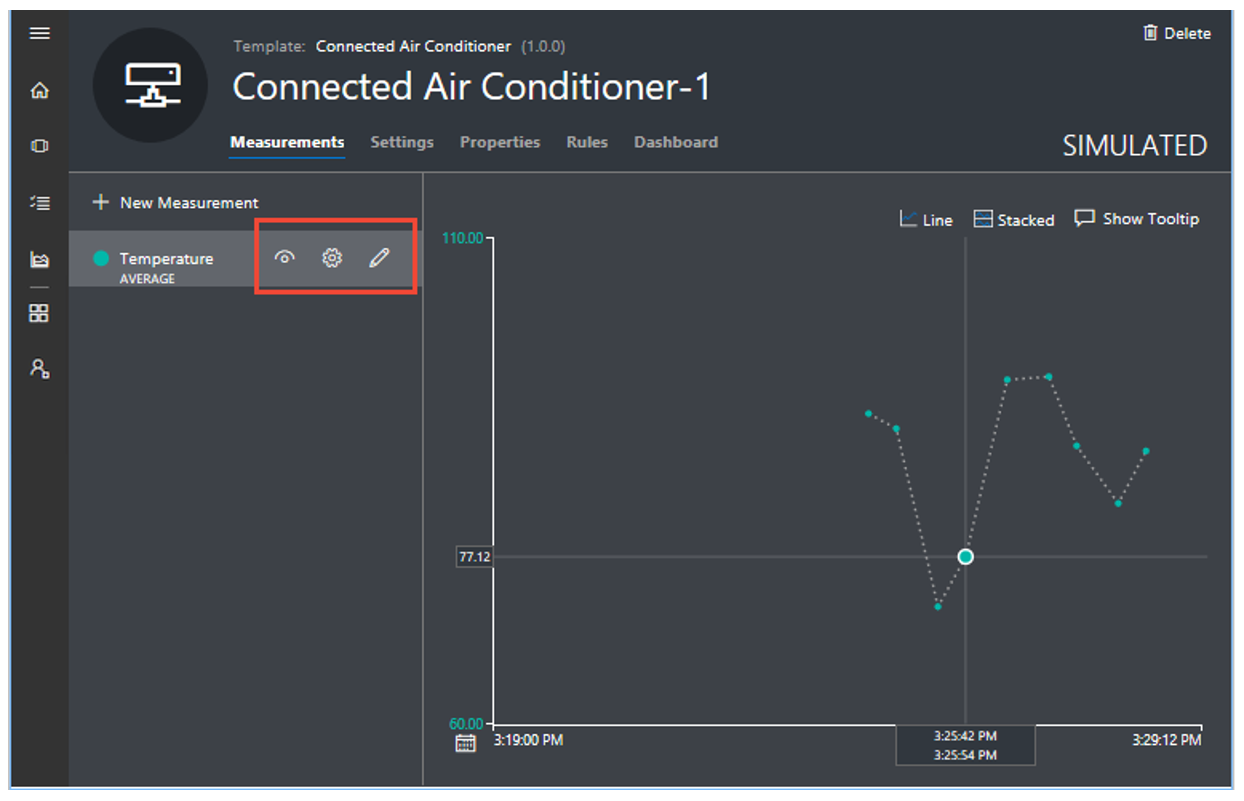 Delete
Template: Connected Air Conditioner (1.0.0)
Connected Air Conditioner-1
Measurements Settings Properties Rules Dashboard
SIMULATED
New Measurement
Temperature
AVERAGE
Line Stacked Show Tooltip
110.00
77.12
60.00
3:19:00 PM
3:25:42 PM
3:25:54 PM
3:29:12 PM